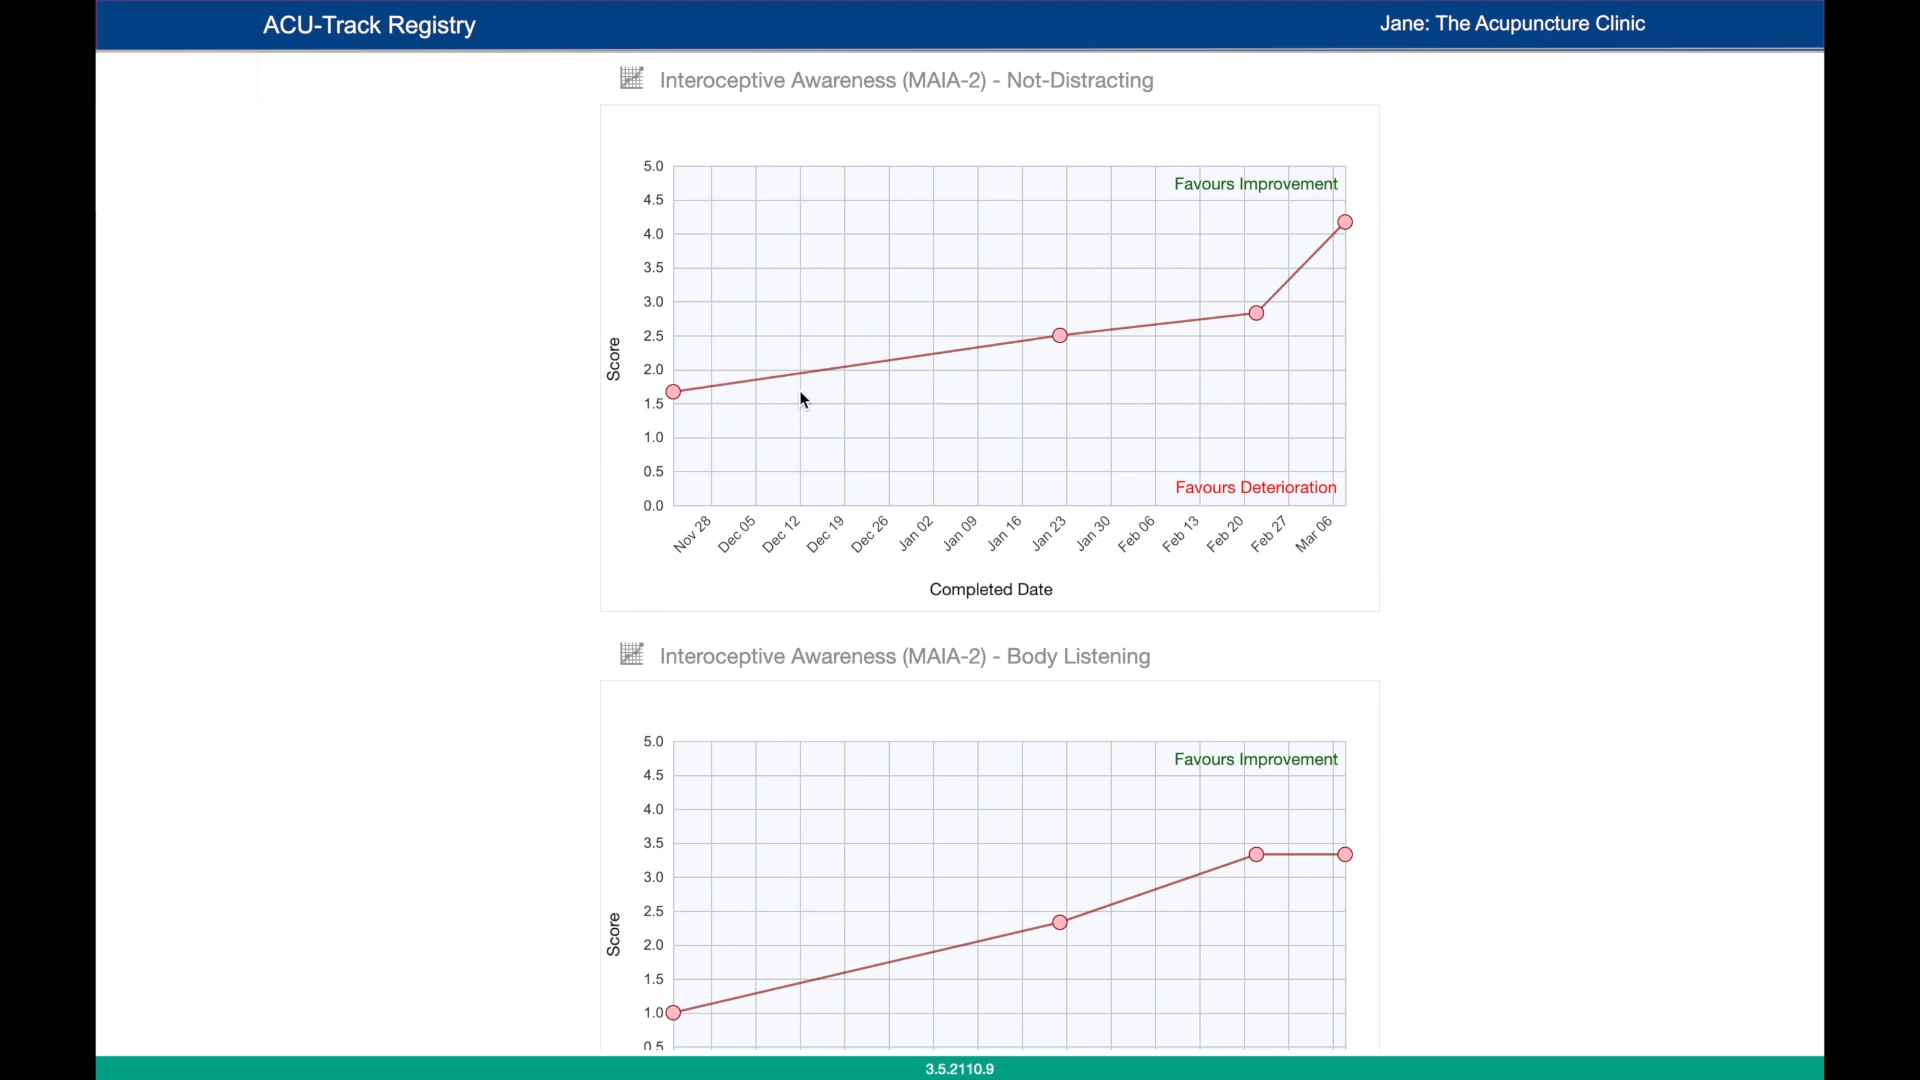 ACU-Track Registry
Jane: The Acupuncture Clinic
Interoceptive Awareness (MAIA-2) - Not-Distracting
5.0
Favours Improvement
4.5
4.0
3.5
3.0
2.5
Score
2.0
1.5
1.0
0.5
Favours Deterioration
0.0
Nov 28
Dec 05
Dec 12
Dec 19
Dec 26
Jan 02
Jan 09
Jan 16
Jan 23
Jan 30
Feb 06
Feb 13
Feb 20
Feb 27
Mar 06
Completed Date
Interoceptive Awareness (MAIA-2) - Body Listening
5.0
Favours Improvement
4.5
4.0
3.5
3.0
2.5
Score
2.0
1.5
1.0
0.5
3.5.2110.9